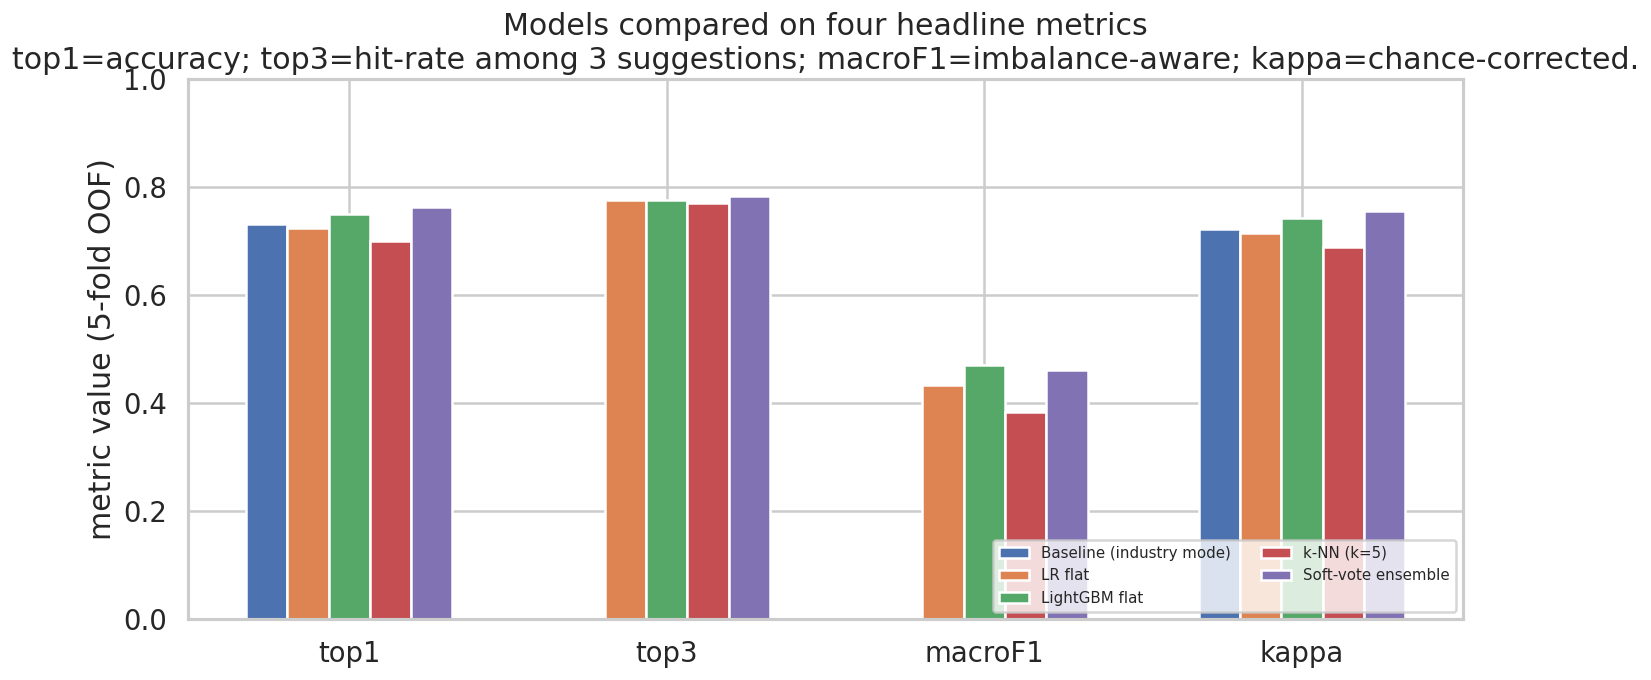 Models compared on four headline metrics
top1=accuracy; top3=hit-rate among 3 suggestions; macroF1=imbalance-aware; kappa=chance-corrected.
metric value (5-fold OOF)
1.0
0.8
0.6
0.4
0.2
0.0
top1
top3
macroF1
kappa
Baseline (industry mode)
LR flat
LightGBM flat
k-NN (k=5)
Soft-vote ensemble